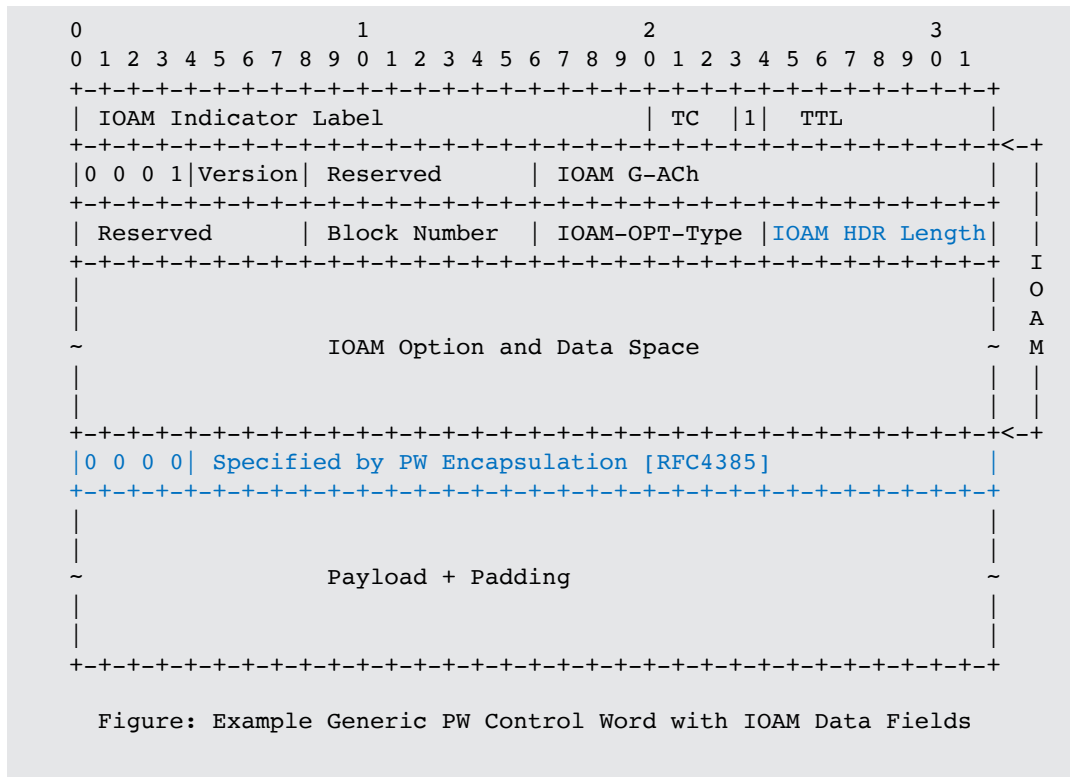 0                   1                   2                   3
0 1 2 3 4 5 6 7 8 9 0 1 2 3 4 5 6 7 8 9 0 1 2 3 4 5 6 7 8 9 0 1
+-+-+-+-+-+-+-+-+-+-+-+-+-+-+-+-+-+-+-+-+-+-+-+-+-+-+-+-+-+-+-+-+
| IOAM Indicator Label                  | TC  |1|  TTL          |
+-+-+-+-+-+-+-+-+-+-+-+-+-+-+-+-+-+-+-+-+-+-+-+-+-+-+-+-+-+-+-+-+<-+
|0 0 0 1|Version| Reserved      | IOAM G-ACh                    |  |
+-+-+-+-+-+-+-+-+-+-+-+-+-+-+-+-+-+-+-+-+-+-+-+-+-+-+-+-+-+-+-+-+  |
| Reserved      | Block Number  | IOAM-OPT-Type |IOAM HDR Length|  |
+-+-+-+-+-+-+-+-+-+-+-+-+-+-+-+-+-+-+-+-+-+-+-+-+-+-+-+-+-+-+-+-+  I
|                                                               |  O
|                                                               |  A
~                 IOAM Option and Data Space                    ~  M
|                                                               |  |
|                                                               |  |
+-+-+-+-+-+-+-+-+-+-+-+-+-+-+-+-+-+-+-+-+-+-+-+-+-+-+-+-+-+-+-+-+<-+
|0 0 0 0| Specified by PW Encapsulation [RFC4385]               |
+-+-+-+-+-+-+-+-+-+-+-+-+-+-+-+-+-+-+-+-+-+-+-+-+-+-+-+-+-+-+-+-+
|                                                               |
|                                                               |
~                 Payload + Padding                             ~
|                                                               |
|                                                               |
+-+-+-+-+-+-+-+-+-+-+-+-+-+-+-+-+-+-+-+-+-+-+-+-+-+-+-+-+-+-+-+-+
Figure: Example Generic PW Control Word with IOAM Data Fields